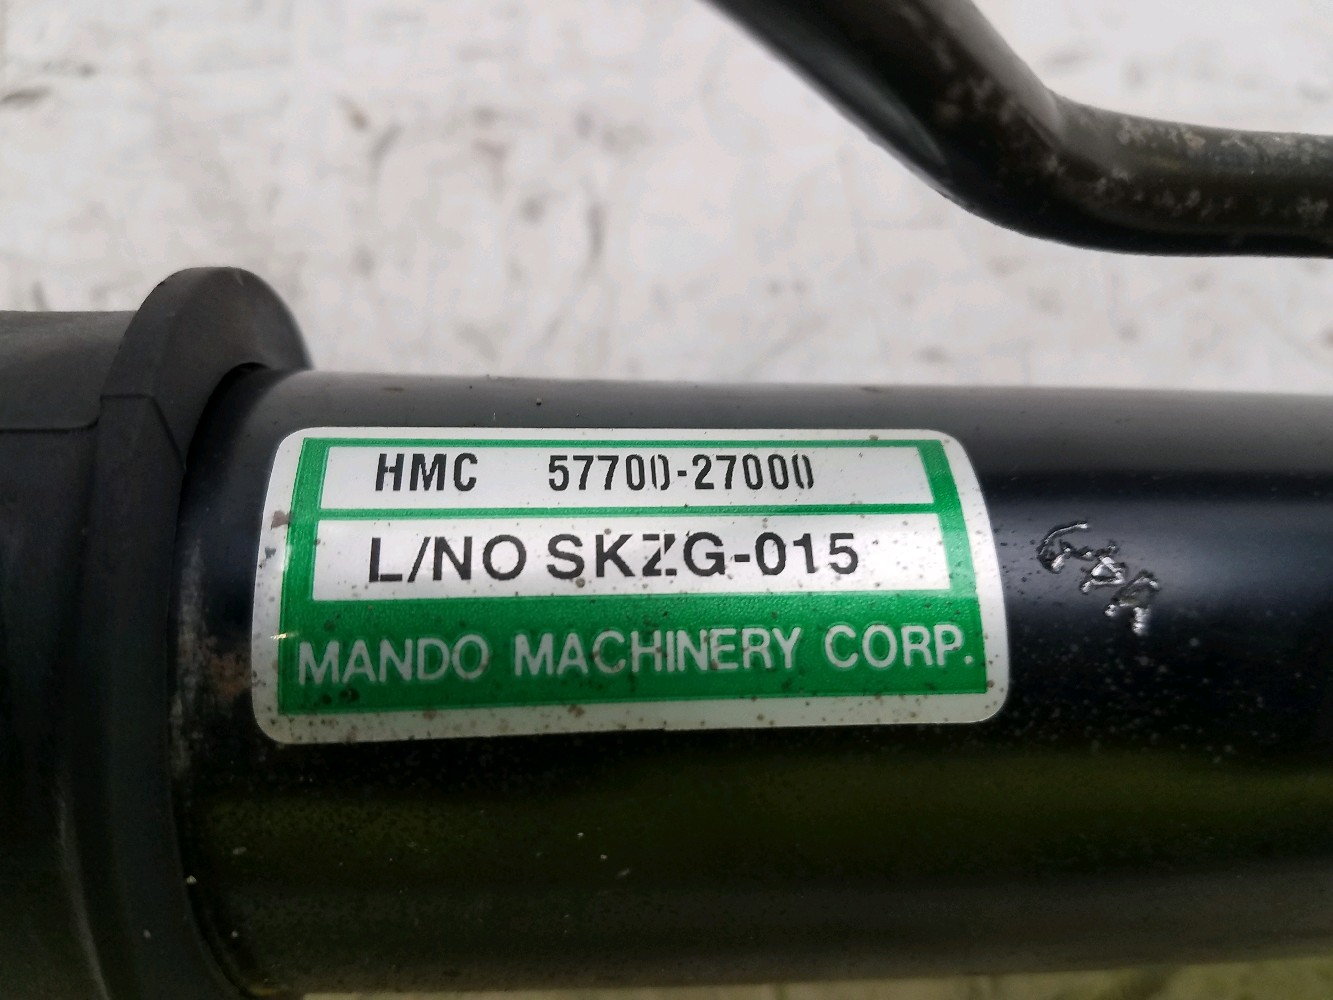 HMC 57700-27000
L/NO SKZG-015
MANDO MACHINERY CORP.